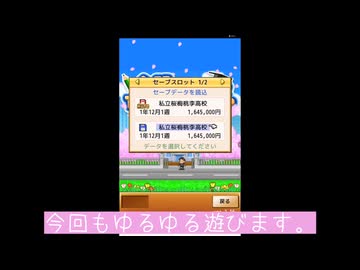 セーブスロット 1/2
セーブデータを読込
私立桜梅桃李高校
1年12月1週 1,645,000円
私立桜梅桃李高校
1年12月1週 1,645,000円
データを選択してください
戻る
今回もゆるゆる遊びます。